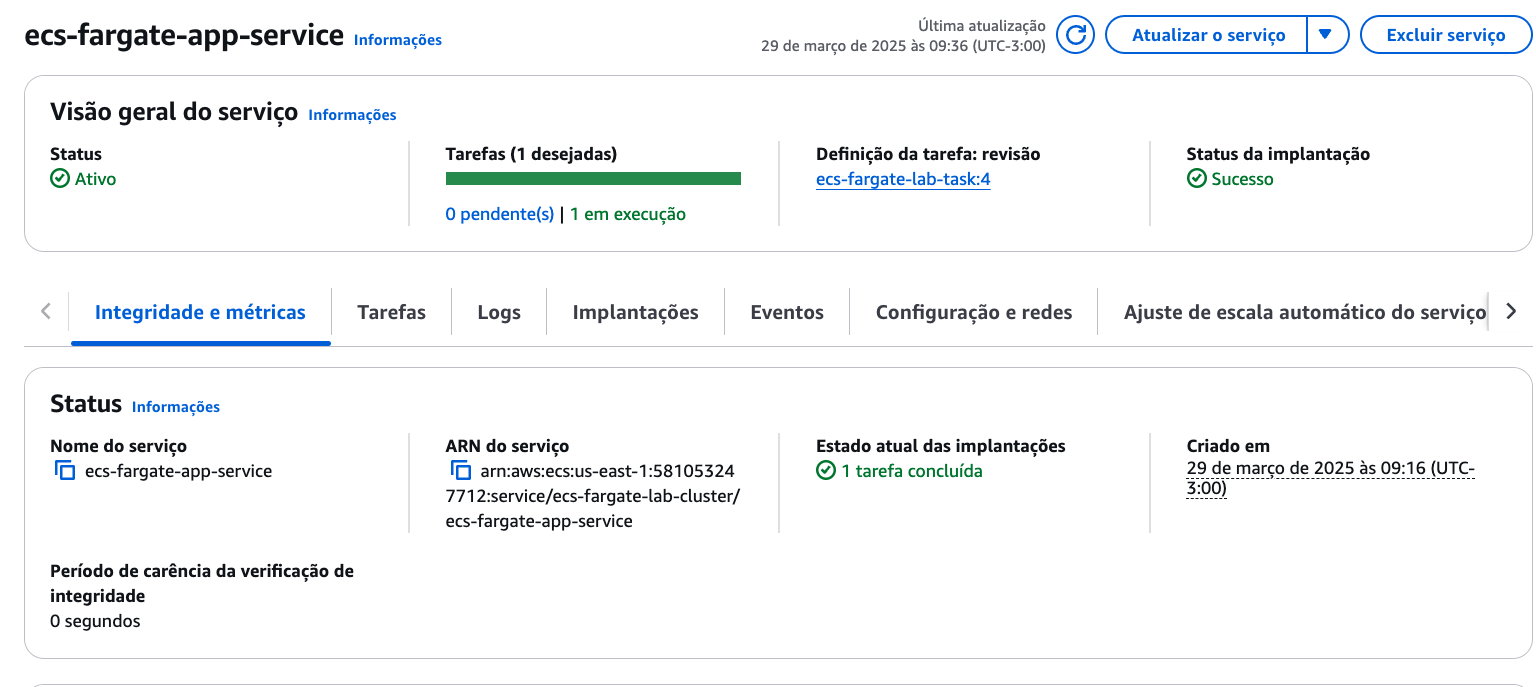 ecs-fargate-app-service Informações
Última atualização
29 de março de 2025 às 09:36 (UTC-3:00)
Atualizar o serviço
Excluir serviço
Visão geral do serviço Informações
Status
Ativo
Tarefas (1 desejadas)
0 pendente(s) | 1 em execução
Definição da tarefa: revisão
ecs-fargate-lab-task:4
Status da implantação
Sucesso
Integridade e métricas
Tarefas
Logs
Implantações
Eventos
Configuração e redes
Ajuste de escala automático do serviço
Status Informações
Nome do serviço
ecs-fargate-app-service
ARN do serviço
arn:aws:ecs:us-east-1:58105324
7712:service/ecs-fargate-lab-cluster/
ecs-fargate-app-service
Estado atual das implantações
1 tarefa concluída
Criado em
29 de março de 2025 às 09:16 (UTC-
3:00)
Período de carência da verificação de
integridade
0 segundos